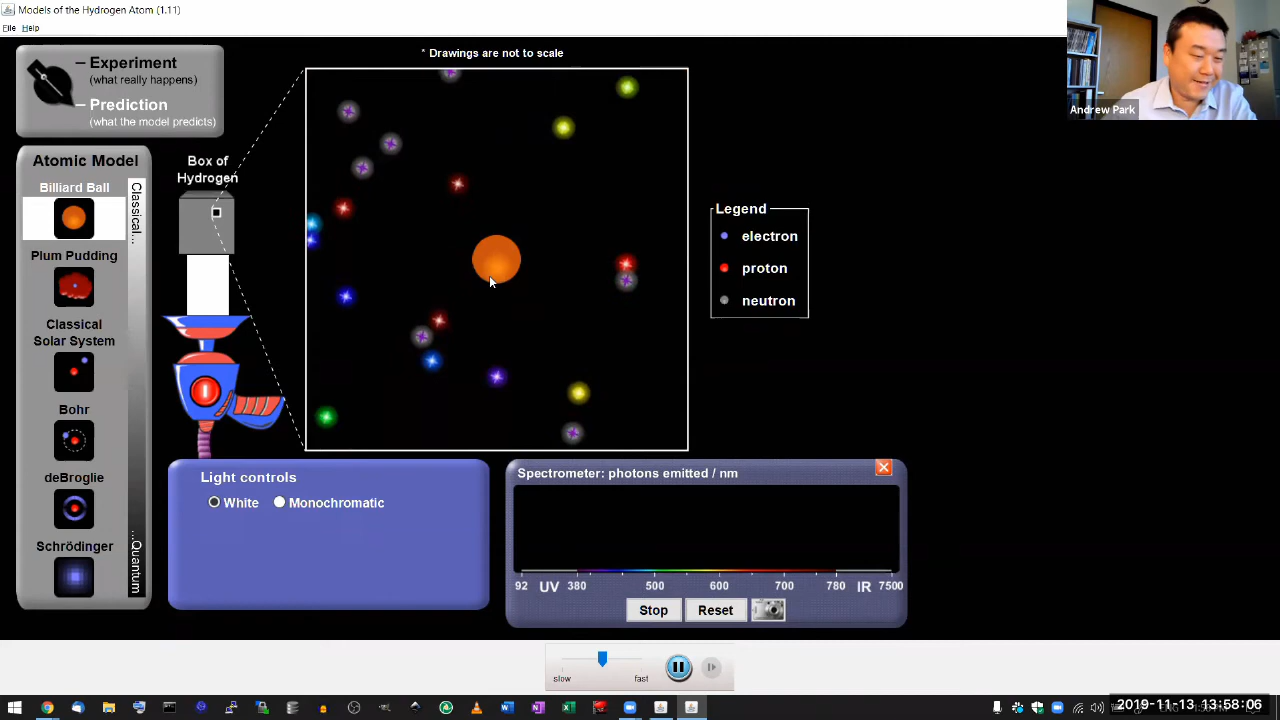 Models of the Hydrogen Atom (1.11)
File Help
* Drawings are not to scale
Experiment
(what really happens)
Prediction
(what the model predicts)
Andrew Park
Atomic Model
Billiard Ball
Plum Pudding
Classical
Solar System
Bohr
deBroglie
Schrödinger
Classical...
...Quantum
Box of
Hydrogen
Legend
electron
proton
neutron
Light controls
White
Monochromatic
Spectrometer: photons emitted / nm
92 UV 380 500 600 700 780 IR 7500
Stop
Reset
slow
fast
2019-11-13 13:58:06